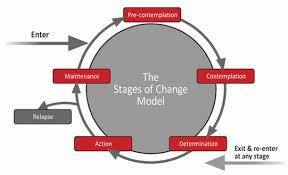 Pre-contemplation
Enter
Maintenance
The
Stages of Change
Model
Contemplation
Relapse
Action
Determination
Exit & re-enter
at any stage